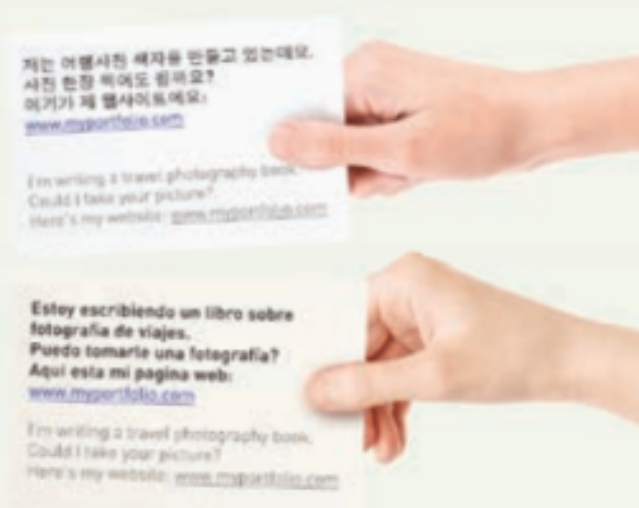 저는 여행사진 책자를 만들고 있는데요.
사진 한장 찍어도 될까요?
여기가 제 웹사이트에요:
www.myportfolio.com
I'm writing a travel photography book.
Could I take your picture?
Here's my website: www.myportfolio.com
Estoy escribiendo un libro sobre
fotografia de viajes.
Puedo tomarte una fotografia?
Aqui esta mi pagina web:
www.myportfolio.com
I'm writing a travel photography book.
Could I take your picture?
Here's my website: www.myportfolio.com